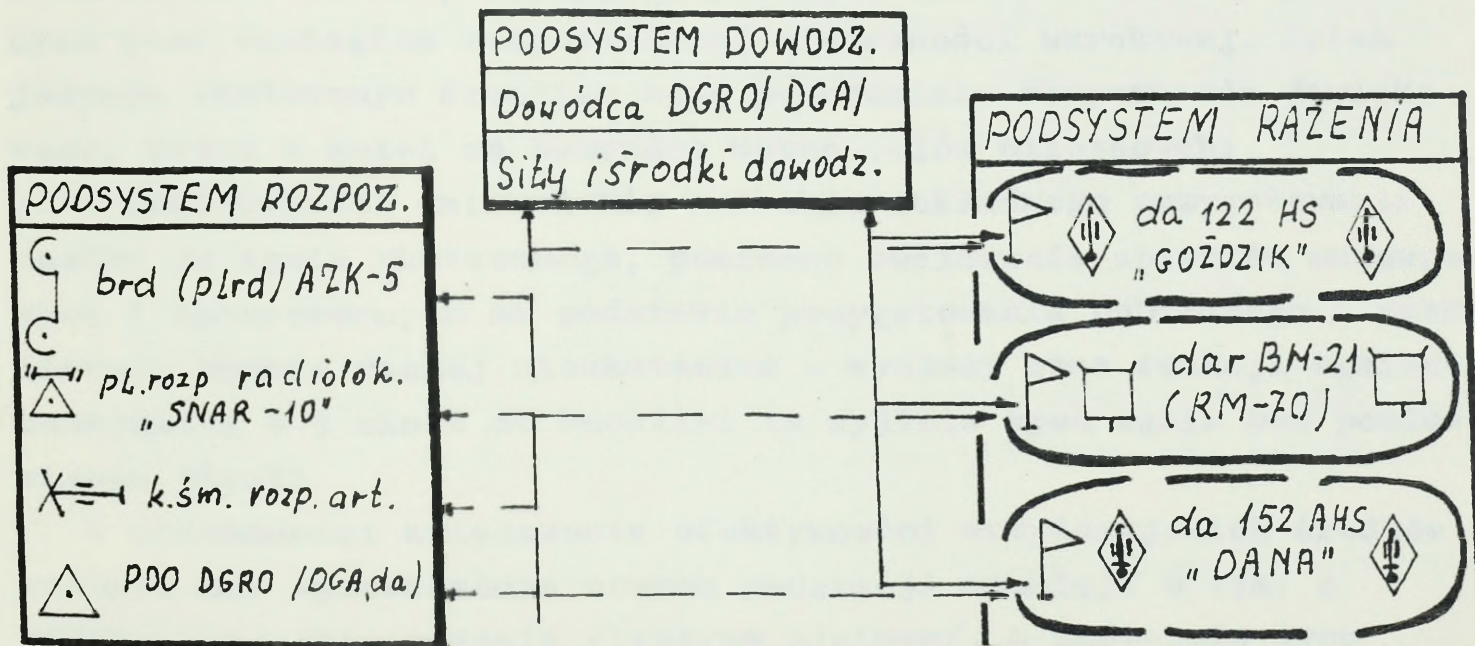 PODSYSTEM DOWODZ.
Dowódca DGRO/DGA/
Siły i środki dowodz.
PODSYSTEM ROZPOZ.
brd (plrd) AZK-5
pl. rozp radiolok.
„SNAR-10"
k.śm. rozp. art.
PDO DGRO /DGA,da)
PODSYSTEM RAŻENIA
da 122 HS
„GOŹDZIK"
dar BM-21
(RM-70)
da 152 AHS
„DANA"